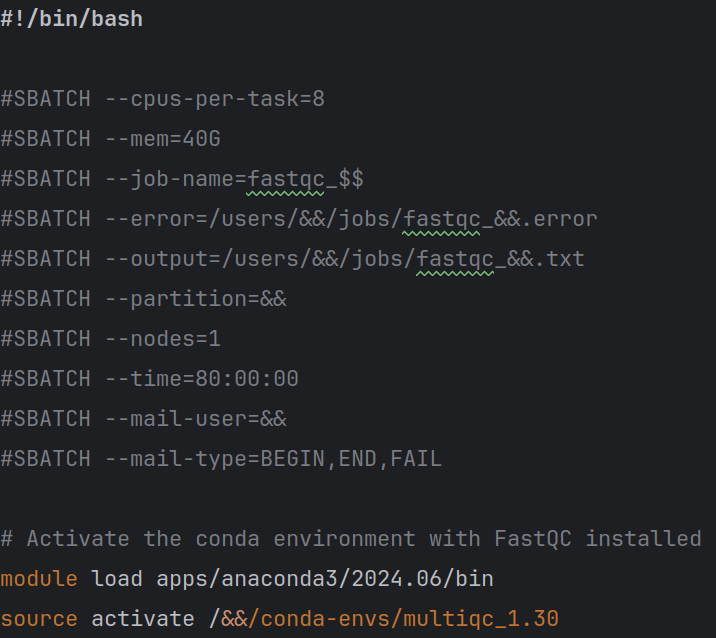 #!/bin/bash
#SBATCH --cpus-per-task=8
#SBATCH --mem=40G
#SBATCH --job-name=fastqc_$$
#SBATCH --error=/users/&&/jobs/fastqc_&&.error
#SBATCH --output=/users/&&/jobs/fastqc_&&.txt
#SBATCH --partition=&&
#SBATCH --nodes=1
#SBATCH --time=80:00:00
#SBATCH --mail-user=&&
#SBATCH --mail-type=BEGIN,END,FAIL
# Activate the conda environment with FastQC installed
module load apps/anaconda3/2024.06/bin
source activate /&&/conda-envs/multiqc_1.30